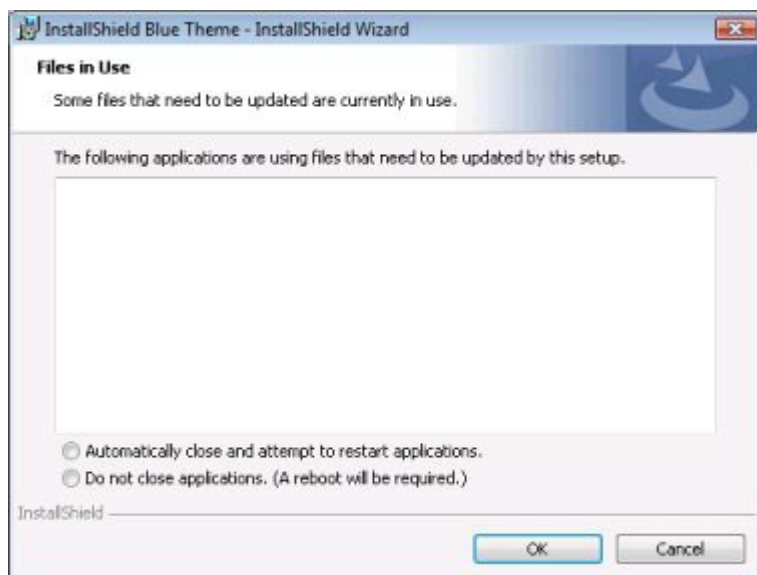 InstallShield Blue Theme - InstallShield Wizard
Files in Use
Some files that need to be updated are currently in use.
The following applications are using files that need to be updated by this setup.
Automatically close and attempt to restart applications.
Do not close applications. (A reboot will be required.)
InstallShield
OK
Cancel